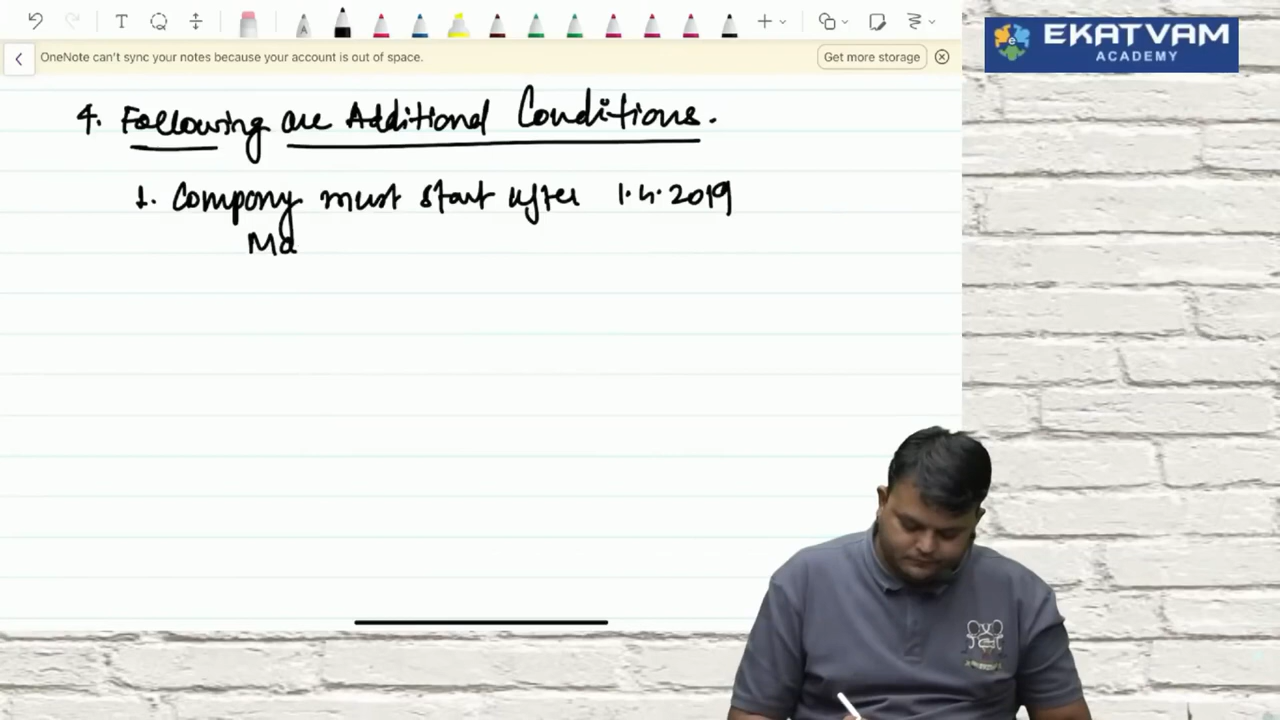 EKATVAM
ACADEMY
OneNote can't sync your notes because your account is out of space.
Get more storage
4. Following are Additional Conditions.
1. Company must start after 1.4.2019
Ma